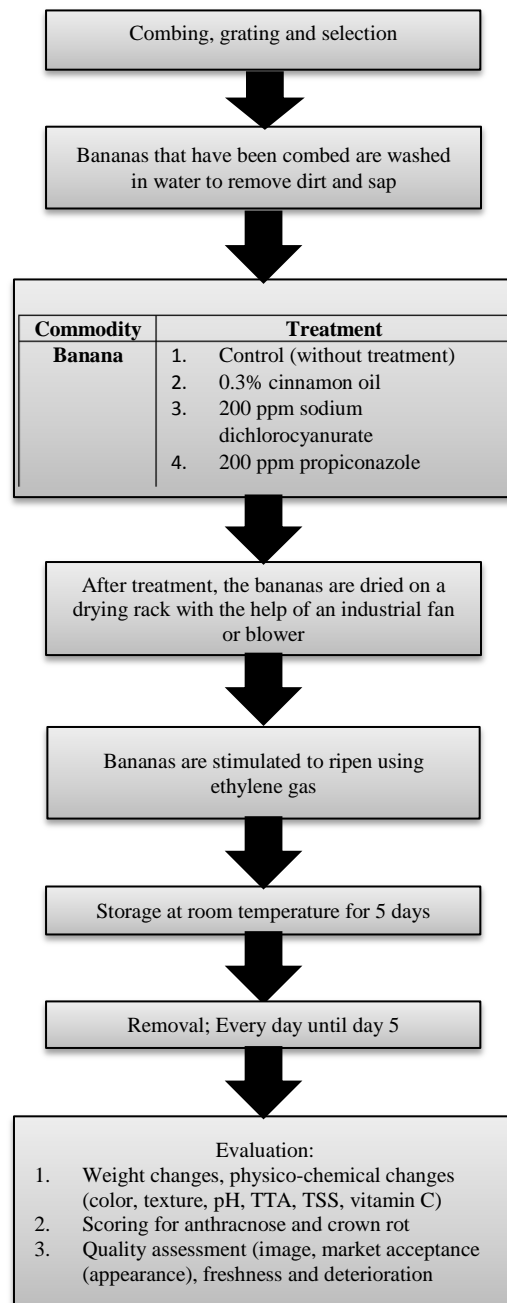 Combing, grating and selection
Bananas that have been combed are washed
in water to remove dirt and sap
Commodity Treatment
Banana 1. Control (without treatment)
2. 0.3% cinnamon oil
3. 200 ppm sodium
dichlorocyanurate
4. 200 ppm propiconazole
After treatment, the bananas are dried on a
drying rack with the help of an industrial fan
or blower
Bananas are stimulated to ripen using
ethylene gas
Storage at room temperature for 5 days
Removal; Every day until day 5
Evaluation:
1. Weight changes, physico-chemical changes
(color, texture, pH, TTA, TSS, vitamin C)
2. Scoring for anthracnose and crown rot
3. Quality assessment (image, market acceptance
(appearance), freshness and deterioration